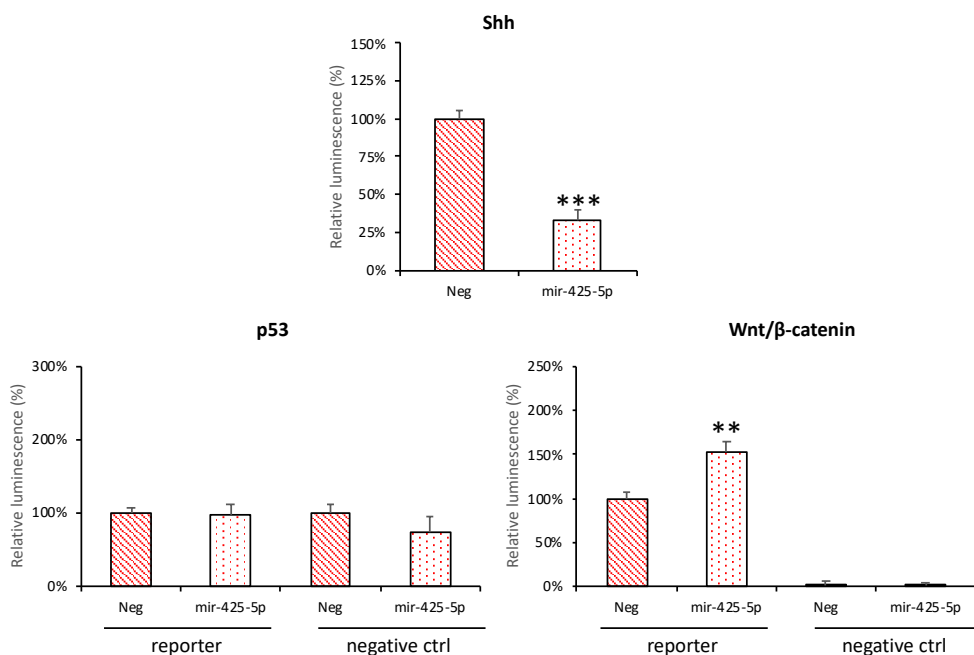 Shh
Relative luminescence (%)
150%
125%
100%
75%
50%
25%
0%
***
Neg mir-425-5p
p53
Relative luminescence (%)
300%
200%
100%
0%
Neg mir-425-5p Neg mir-425-5p
reporter negative ctrl
Wnt/β-catenin
Relative luminescence (%)
250%
200%
150%
100%
50%
0%
**
Neg mir-425-5p Neg mir-425-5p
reporter negative ctrl